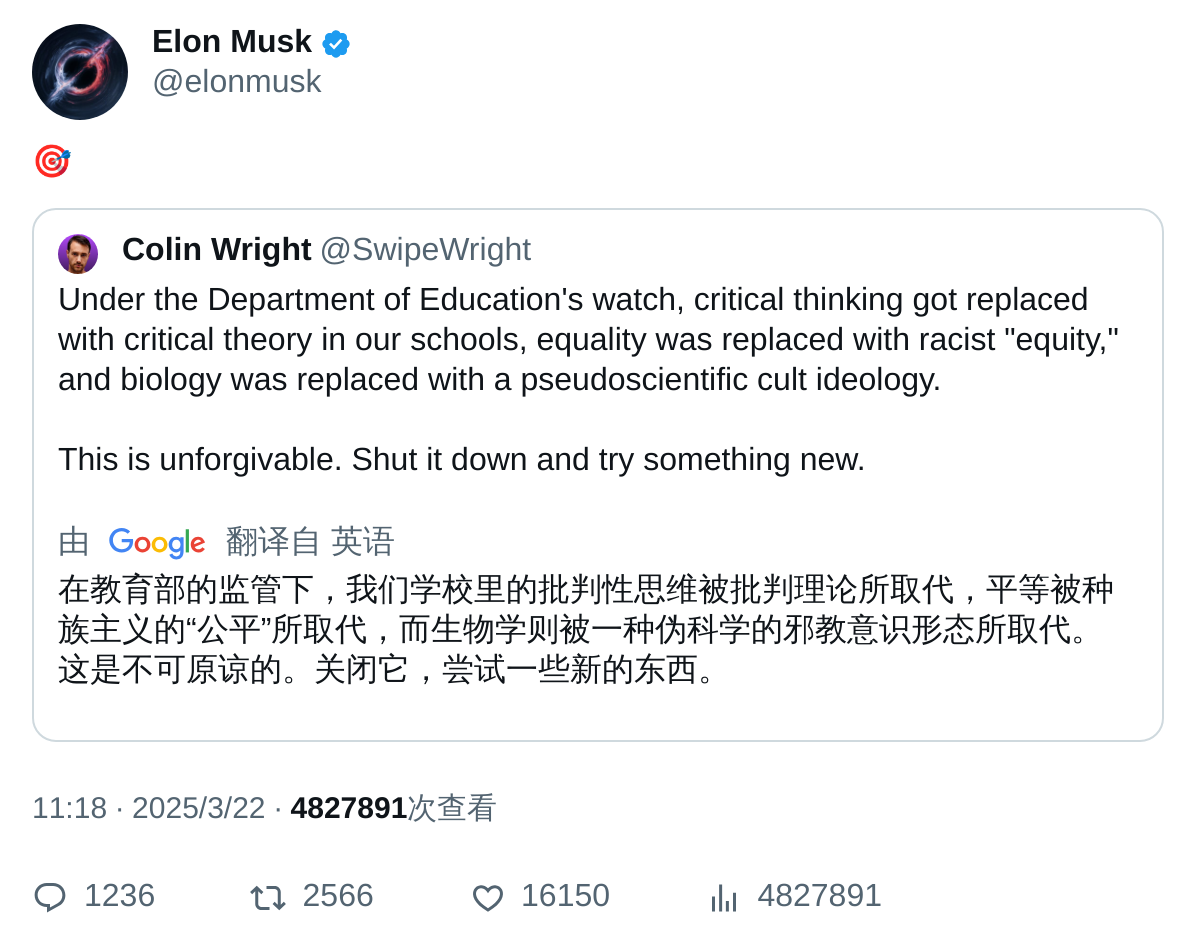 Elon Musk
@elonmusk
🎯
Colin Wright @SwipeWright
Under the Department of Education's watch, critical thinking got replaced
with critical theory in our schools, equality was replaced with racist "equity,"
and biology was replaced with a pseudoscientific cult ideology.
This is unforgivable. Shut it down and try something new.
由 Google 翻译自 英语
在教育部的监管下，我们学校里的批判性思维被批判理论所取代，平等被种
族主义的“公平”所取代，而生物学则被一种伪科学的邪教意识形态所取代。
这是不可原谅的。关闭它，尝试一些新的东西。
11:18 · 2025/3/22 · 4827891次查看
1236 2566 16150 4827891